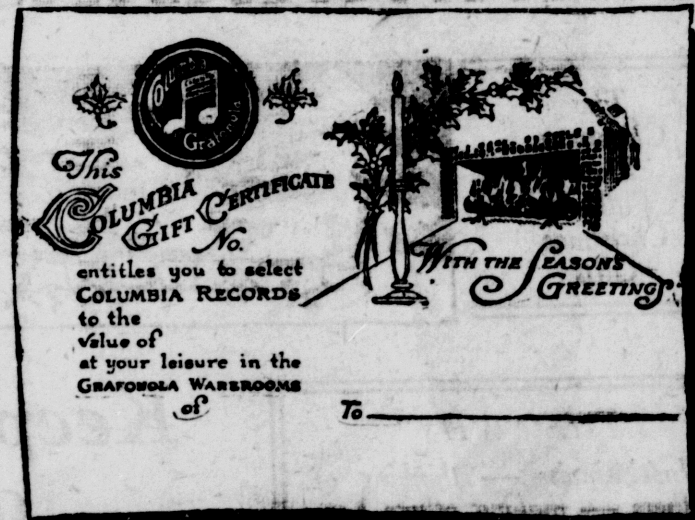 Columbia
Grafonola
This
Columbia
Gift Certificate
No.
entitles you to select
Columbia Records
to the
value of
at your leisure in the
Grafonola Warerooms
of
With the Season's
Greetings
To